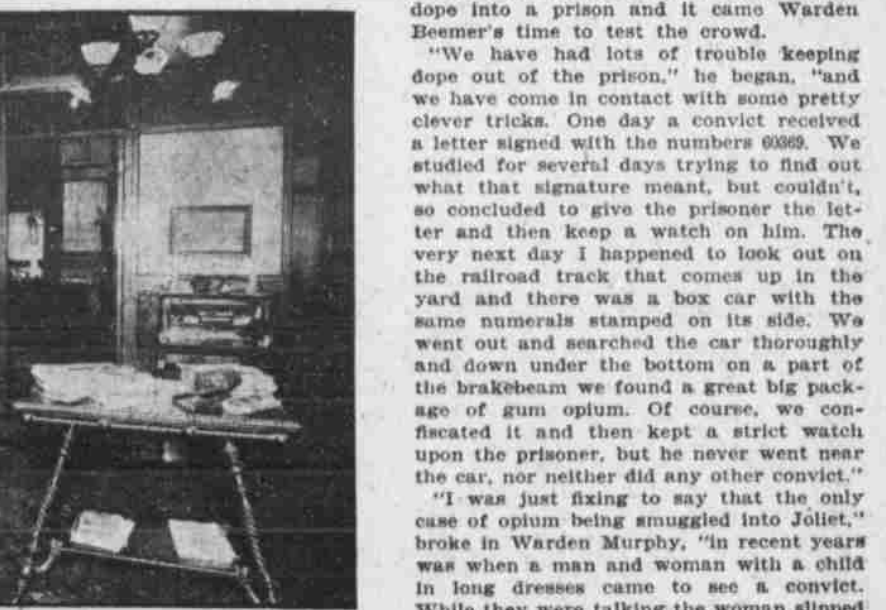 dope into a prison and it came Warden
Beemer's time to test the crowd.
"We have had lots of trouble keeping
dope out of the prison," he began, "and
we have come in contact with some pretty
clever tricks. One day a convict received
a letter signed with the numbers 60369. We
studied for several days trying to find out
what that signature meant, but couldn't,
so concluded to give the prisoner the let-
ter and then keep a watch on him. The
very next day I happened to look out on
the railroad track that comes up in the
yard and there was a box car with the
same numerals stamped on its side. We
went out and searched the car thoroughly
and down under the bottom on a part of
the brakebeam we found a great big pack-
age of gum opium. Of course, we con-
fiscated it and then kept a strict watch
upon the prisoner, but he never went near
the car, nor neither did any other convict."
"I was just fixing to say that the only
case of opium being smuggled into Joliet,"
broke in Warden Murphy, "in recent years
was when a man and woman with a child
in long dresses came to see a convict.
While they were talking the woman slipped